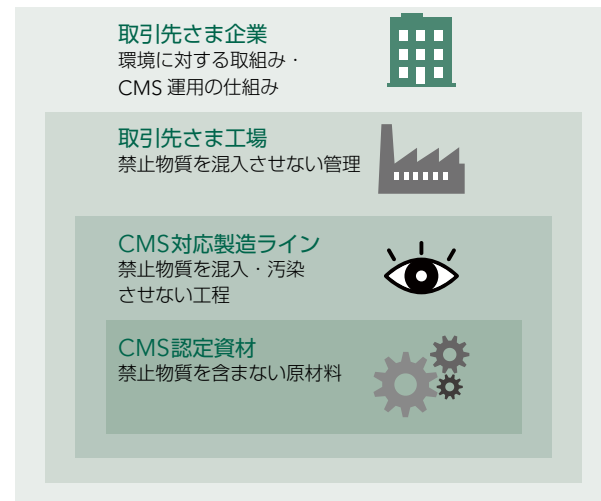 取引先さま企業
環境に対する取組み・
CMS 運用の仕組み
取引先さま工場
禁止物質を混入させない管理
CMS対応製造ライン
禁止物質を混入・汚染
させない工程
CMS認定資材
禁止物質を含まない原材料